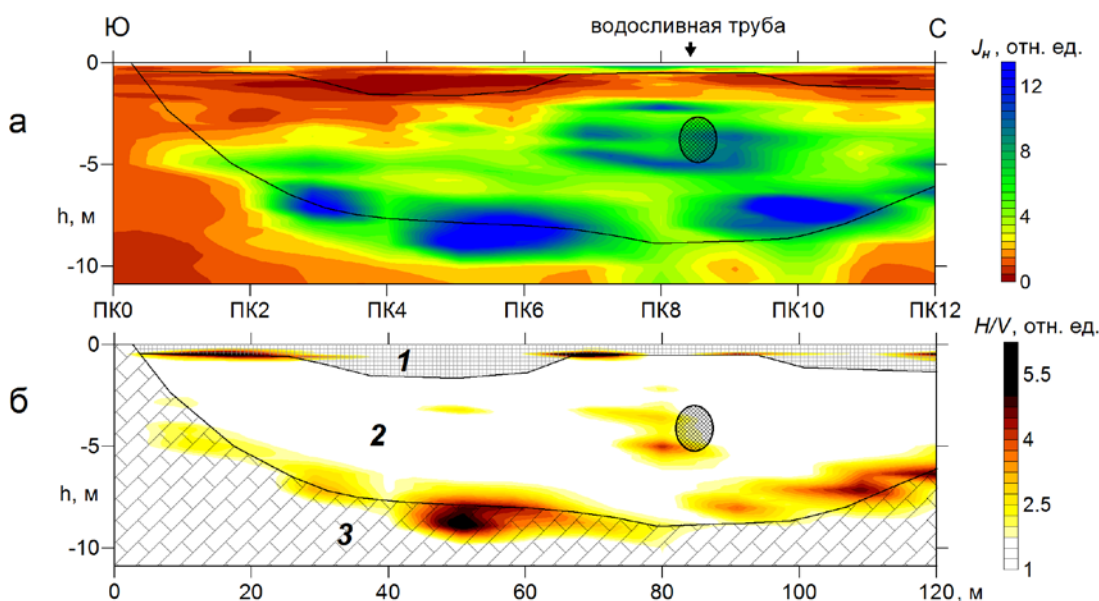 Ю
водосливная труба
С
Jн, отн. ед.
а
0
-5
h, м
-10
12
8
4
0
ПК0
ПК2
ПК4
ПК6
ПК8
ПК10
ПК12
H/V, отн. ед.
б
0
-5
h, м
-10
1
2
3
5.5
4
2.5
1
0
20
40
60
80
100
120, м